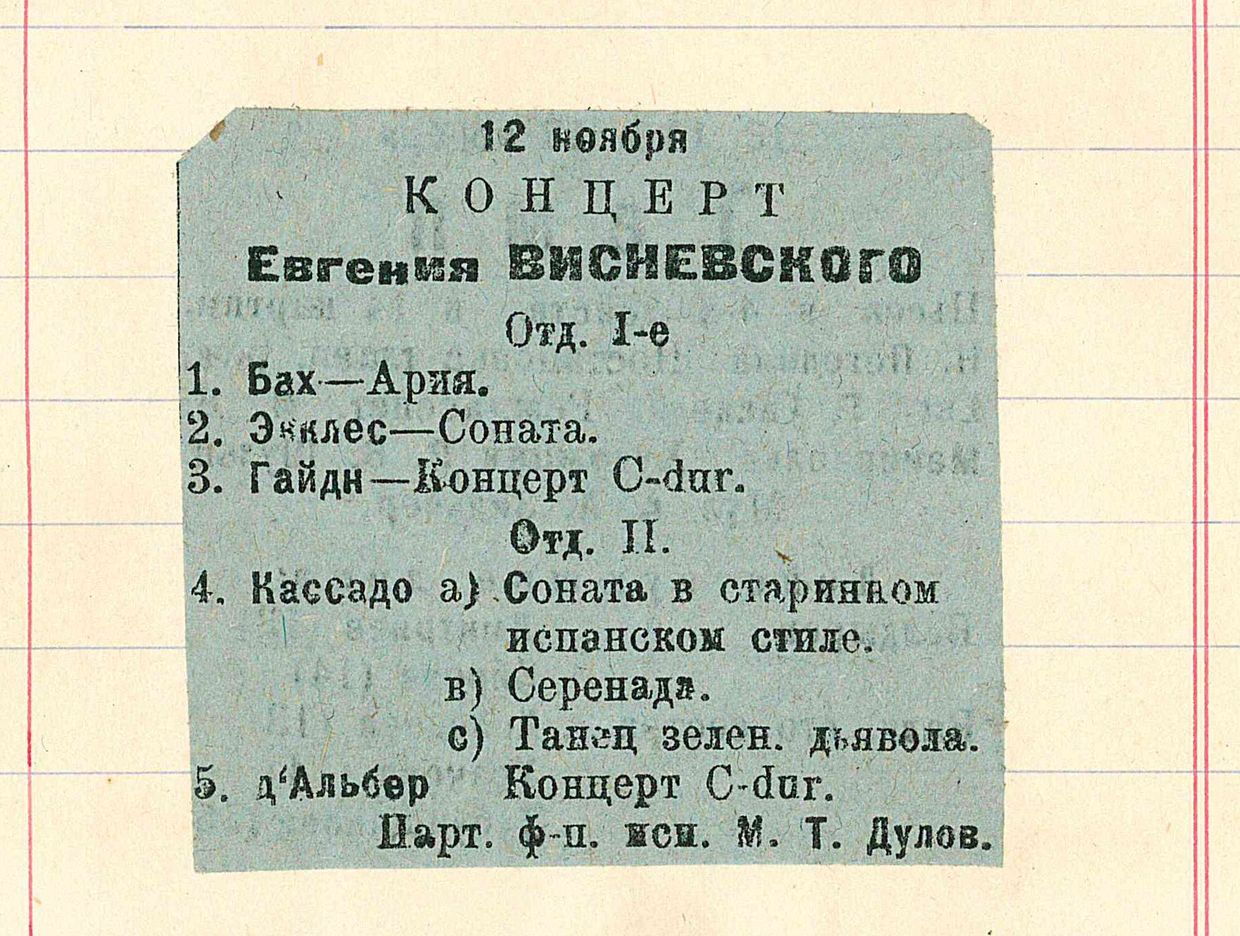 12 ноября
КОНЦЕРТ
Евгения ВИСНЕВСКОГО
Отд. I-е
1. Бах—Ария.
2. Экклес—Соната.
3. Гайдн—Концерт C-dur.
Отд. II.
4. Кассадо а) Соната в старинном
испанском стиле.
в) Серенада.
с) Танец зелен. дьявола.
5. д‘Альбер Концерт C-dur.
Парт. ф-п. исп. М. Т. Дулов.